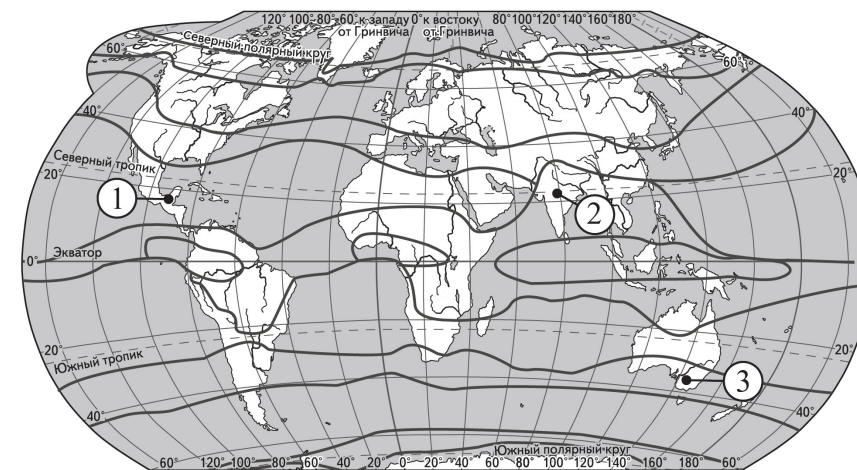 120° 100° 80° 60° к западу 0° к востоку 80° 100° 120° 140° 160° 180°
от Гринвича от Гринвича
Северный полярный круг
60°
60°
40°
40°
Северный тропик
20°
20°
1
2
Экватор
0°
0°
20°
20°
Южный тропик
3
40°
40°
Южный полярный круг
60° 120° 100° 80° 60° 40° 20° 0° 20° 40° 60° 80° 100° 120° 140° 160° 180° 60°